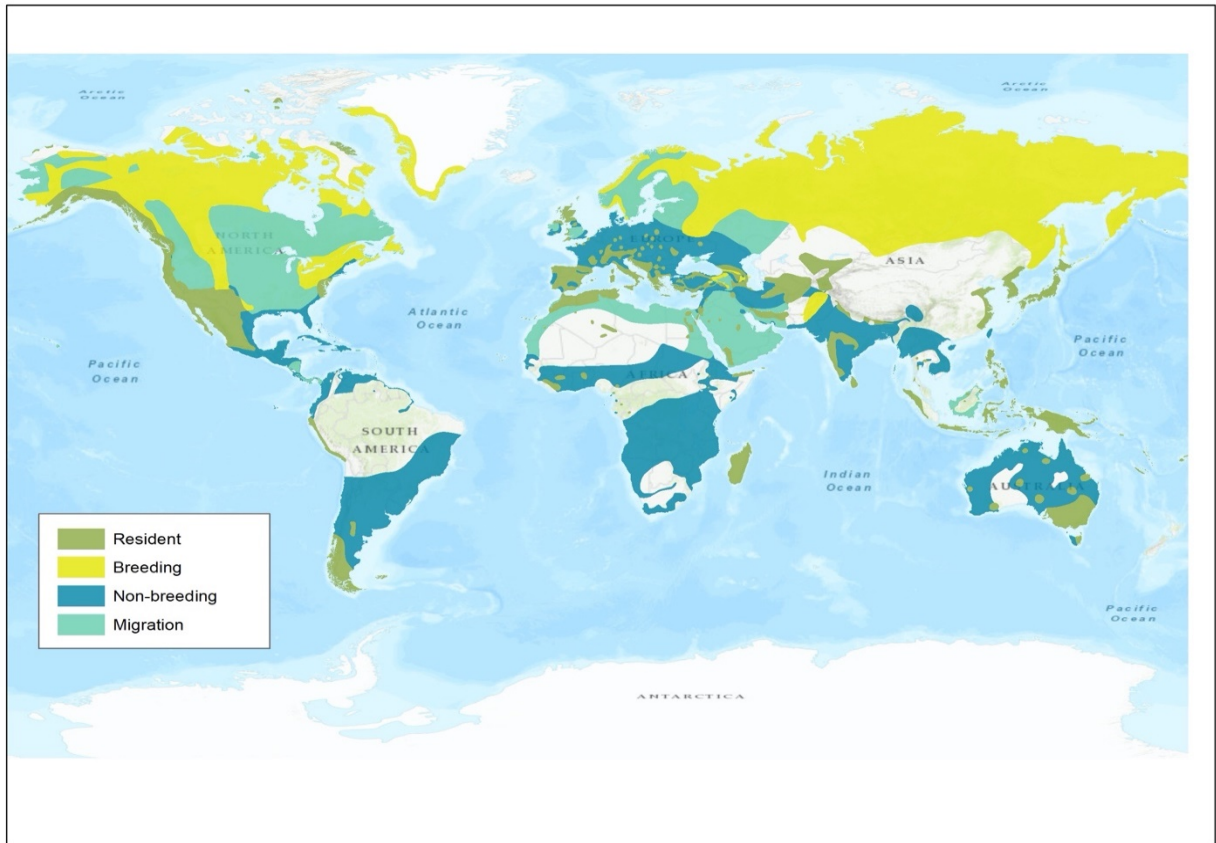 Arctic
Ocean
Arctic
Ocean
NORTH
AMERICA
EUROPE
ASIA
Atlantic
Ocean
Pacific
Ocean
Pacific
Ocean
AFRICA
SOUTH
AMERICA
Indian
Ocean
AUSTRALIA
Resident
Breeding
Non-breeding
Migration
Pacific
Ocean
ANTARCTICA